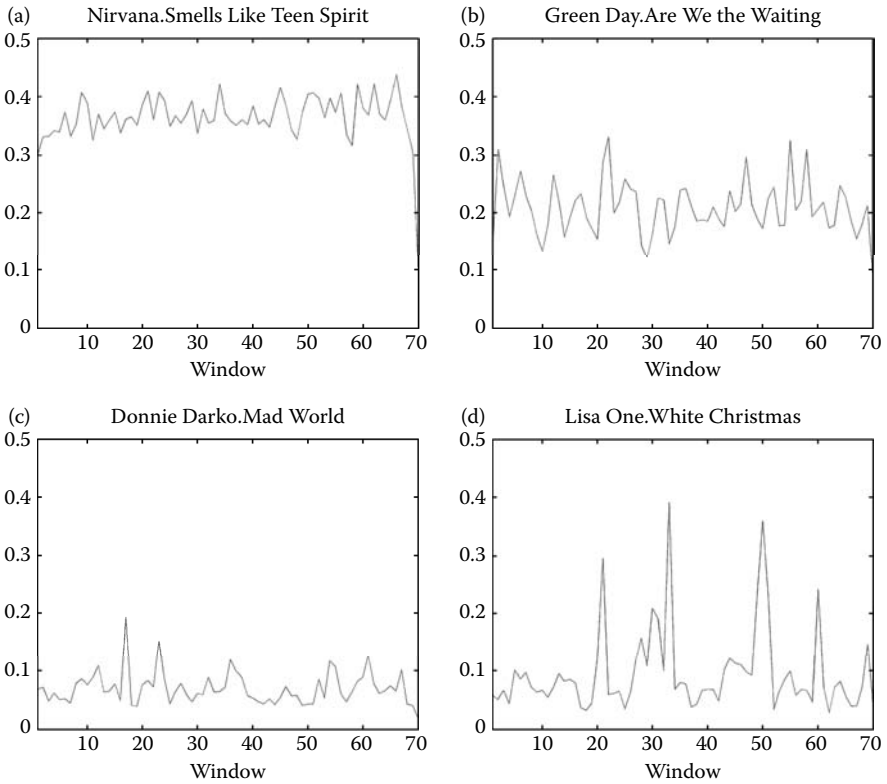 (a) Nirvana.Smells Like Teen Spirit
0.5
0.4
0.3
0.2
0.1
0
10 20 30 40 50 60 70
Window
(b) Green Day.Are We the Waiting
0.5
0.4
0.3
0.2
0.1
0
10 20 30 40 50 60 70
Window
(c) Donnie Darko.Mad World
0.5
0.4
0.3
0.2
0.1
0
10 20 30 40 50 60 70
Window
(d) Lisa One.White Christmas
0.5
0.4
0.3
0.2
0.1
0
10 20 30 40 50 60 70
Window